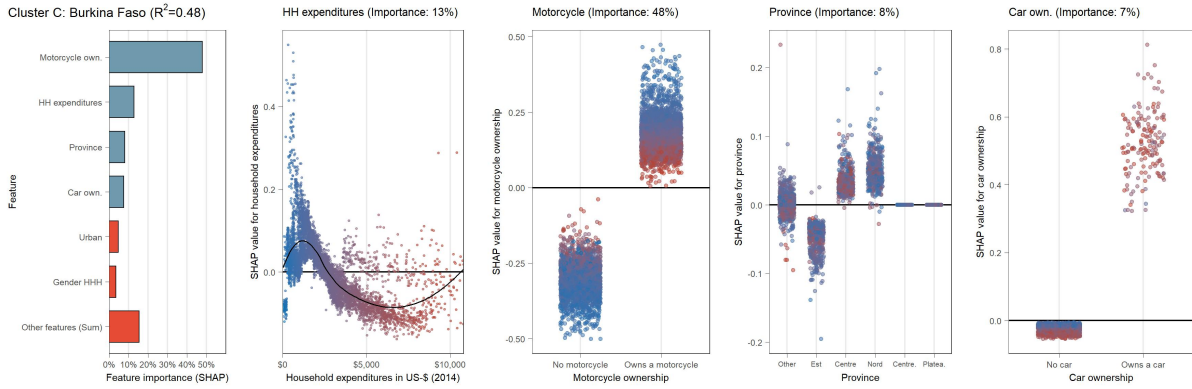 Cluster C: Burkina Faso (R²=0.48)
Feature
Motorcycle own.
HH expenditures
Province
Car own.
Urban
Gender HHH
Other features (Sum)
0% 10% 20% 30% 40% 50%
Feature importance (SHAP)
HH expenditures (Importance: 13%)
SHAP value for household expenditures
0.4
0.2
0.0
$0 $5,000 $10,000
Household expenditures in US-$ (2014)
Motorcycle (Importance: 48%)
SHAP value for motorcycle ownership
0.50
0.25
0.00
-0.25
-0.50
No motorcycle Owns a motorcycle
Motorcycle ownership
Province (Importance: 8%)
SHAP value for province
0.2
0.1
0.0
-0.1
-0.2
Other Est Centre Nord Centre. Platea.
Province
Car own. (Importance: 7%)
SHAP value for car ownership
0.8
0.6
0.4
0.2
0.0
No car Owns a car
Car ownership